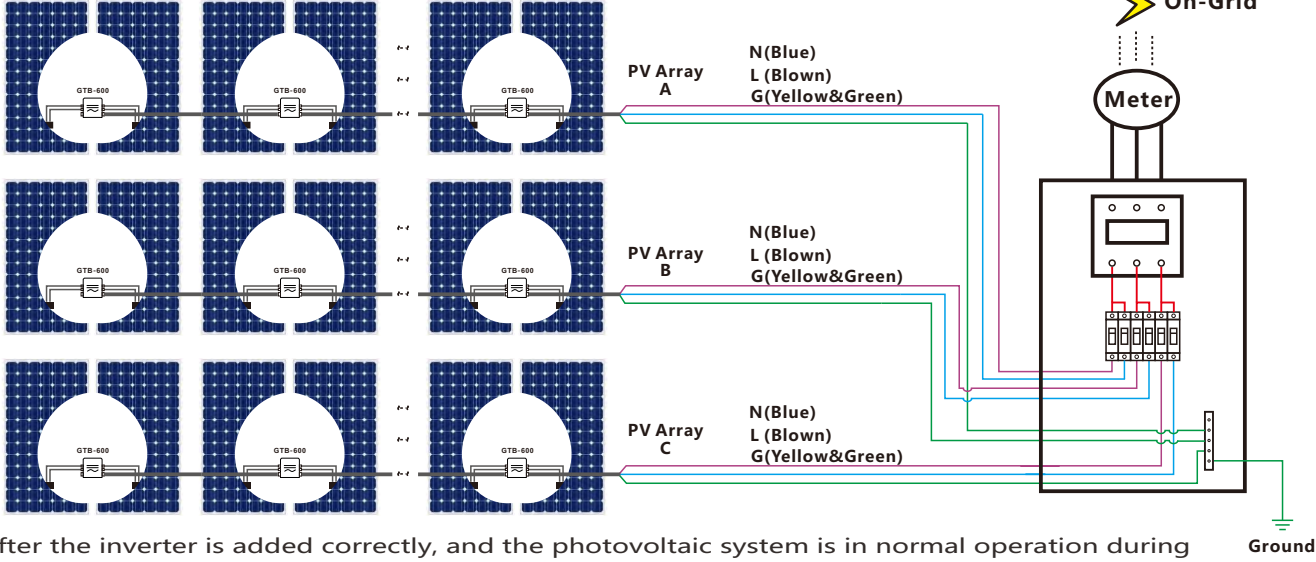 On-Grid
Meter
GTB-600
GTB-600
GTB-600
PV Array
A
N(Blue)
L (Blown)
G(Yellow&Green)
GTB-600
GTB-600
GTB-600
PV Array
B
N(Blue)
L (Blown)
G(Yellow&Green)
GTB-600
GTB-600
GTB-600
PV Array
C
N(Blue)
L (Blown)
G(Yellow&Green)
Ground
fter the inverter is added correctly, and the photovoltaic system is in normal operation during